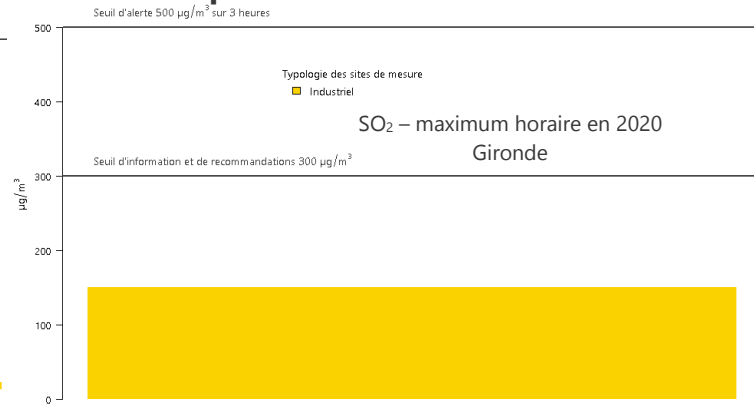 Seuil d'alerte 500 µg/m³ sur 3 heures
500
Typologie des sites de mesure
Industriel
400
SO₂ – maximum horaire en 2020
Gironde
Seuil d'information et de recommandations 300 µg/m³
300
µg/m³
200
100
0